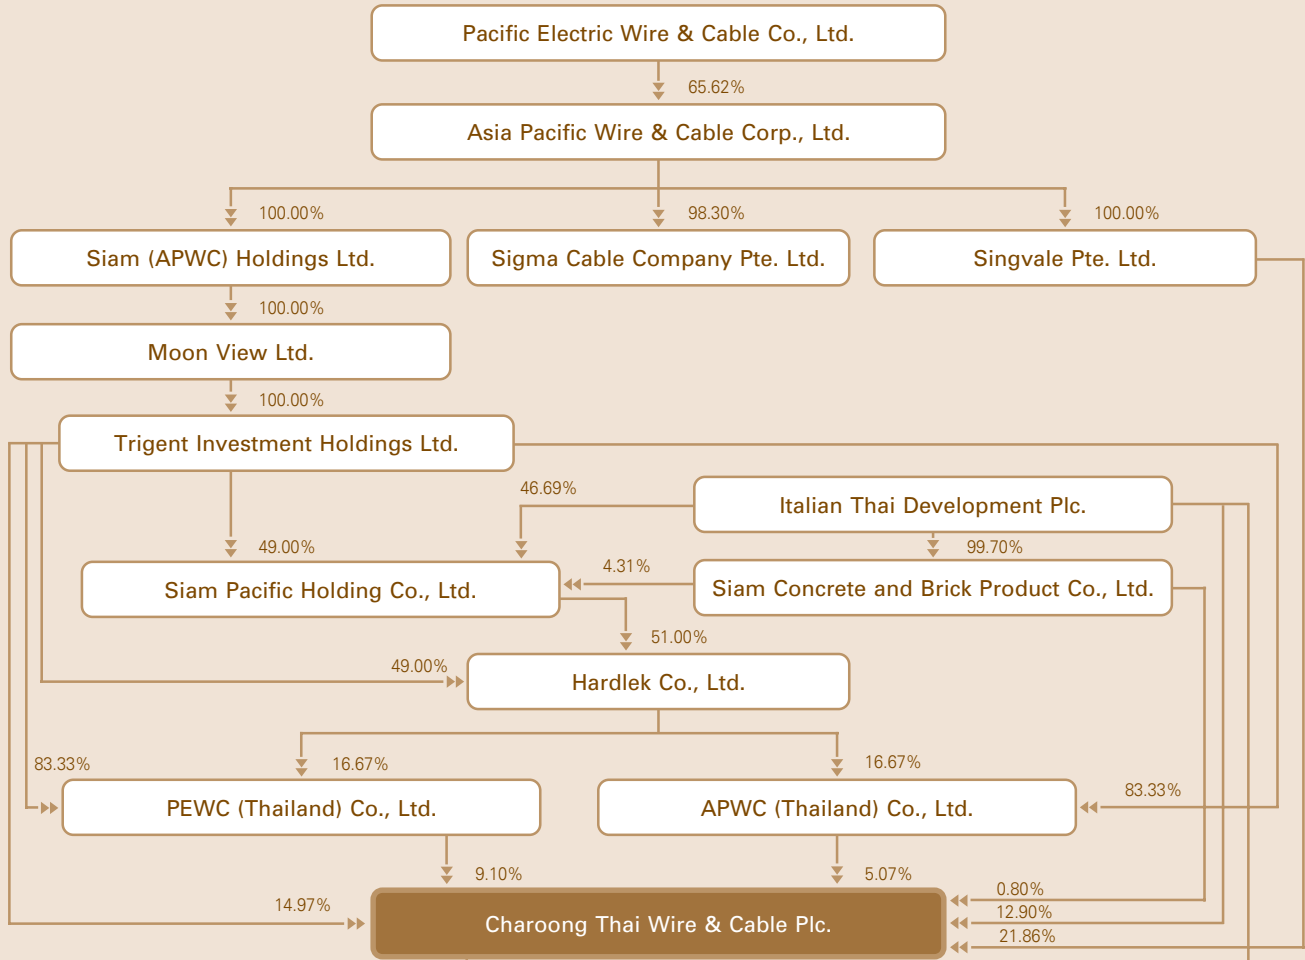 Pacific Electric Wire & Cable Co., Ltd.
65.62%
Asia Pacific Wire & Cable Corp., Ltd.
100.00%
98.30%
100.00%
Siam (APWC) Holdings Ltd.
Sigma Cable Company Pte. Ltd.
Singvale Pte. Ltd.
100.00%
Moon View Ltd.
100.00%
Trigent Investment Holdings Ltd.
46.69%
Italian Thai Development Plc.
49.00%
99.70%
4.31%
Siam Pacific Holding Co., Ltd.
Siam Concrete and Brick Product Co., Ltd.
51.00%
49.00%
Hardlek Co., Ltd.
83.33%
16.67%
16.67%
83.33%
PEWC (Thailand) Co., Ltd.
APWC (Thailand) Co., Ltd.
9.10%
5.07%
0.80%
14.97%
12.90%
Charoong Thai Wire & Cable Plc.
21.86%